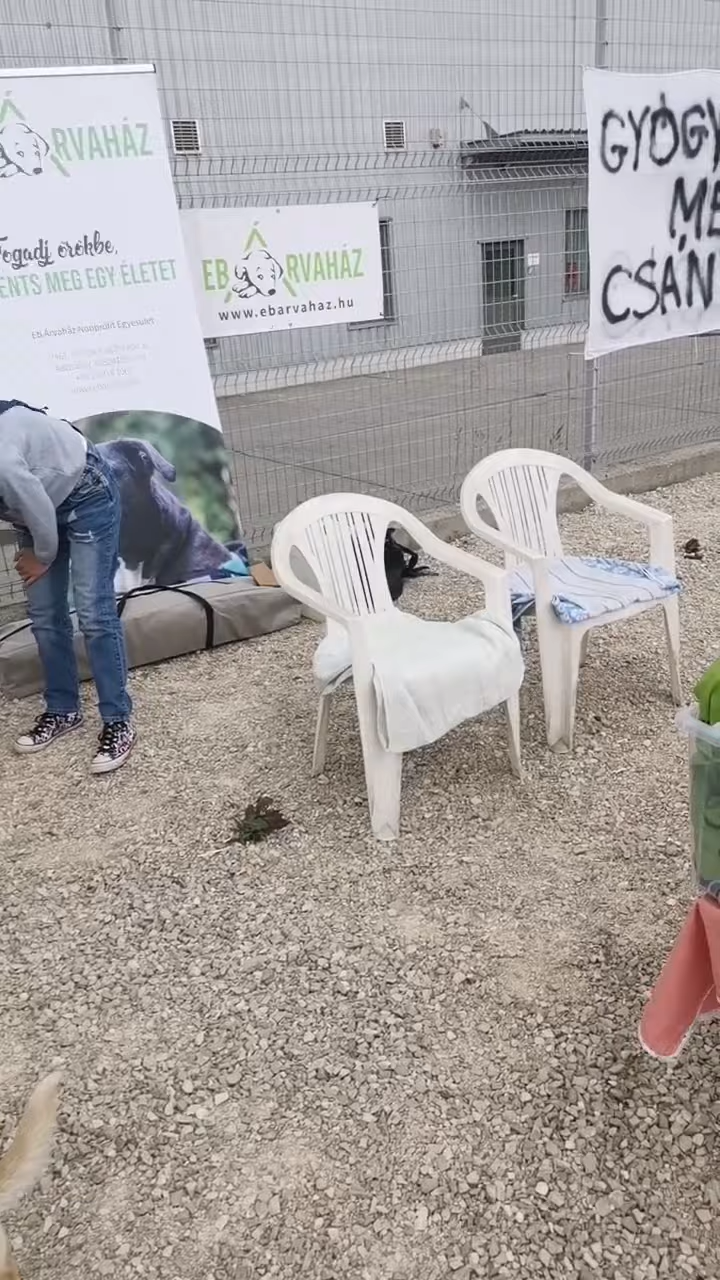 ÁRVAHÁZ
Fogadj örökbe,
MENTS MEG EGY ÉLETET
Eb Árvaház Nonprofit Egyesület
EB ÁRVAHÁZ
www.ebarvahaz.hu
GYÓGY
ME
CSÁN